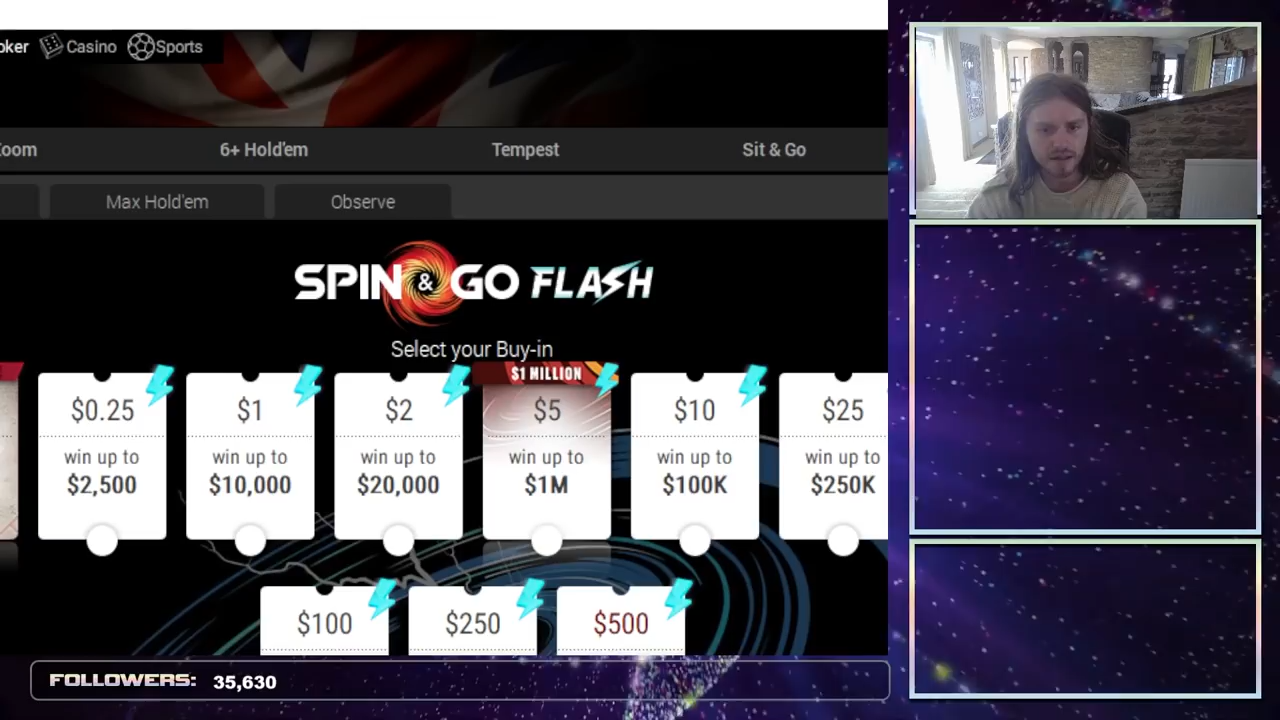 oker Casino Sports
Zoom 6+ Hold'em Tempest Sit & Go
Max Hold'em Observe
SPIN & GO FLASH
Select your Buy-in
$1 MILLION
$0.25 $1 $2 $5 $10 $25
win up to win up to win up to win up to win up to win up to
$2,500 $10,000 $20,000 $1M $100K $250K
$100 $250 $500
FOLLOWERS: 35,630